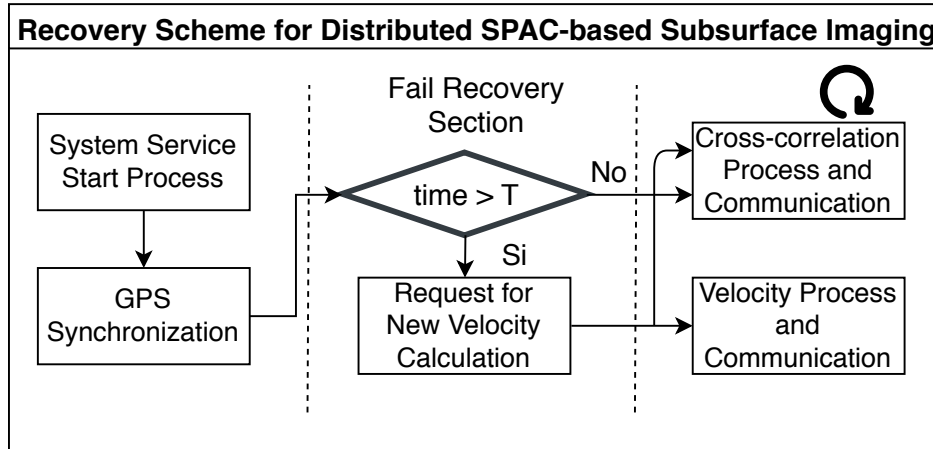 Recovery Scheme for Distributed SPAC-based Subsurface Imaging
System Service
Start Process
GPS
Synchronization
Fail Recovery
Section
time > T
No
Si
Request for
New Velocity
Calculation
Cross-correlation
Process and
Communication
Velocity Process
and
Communication